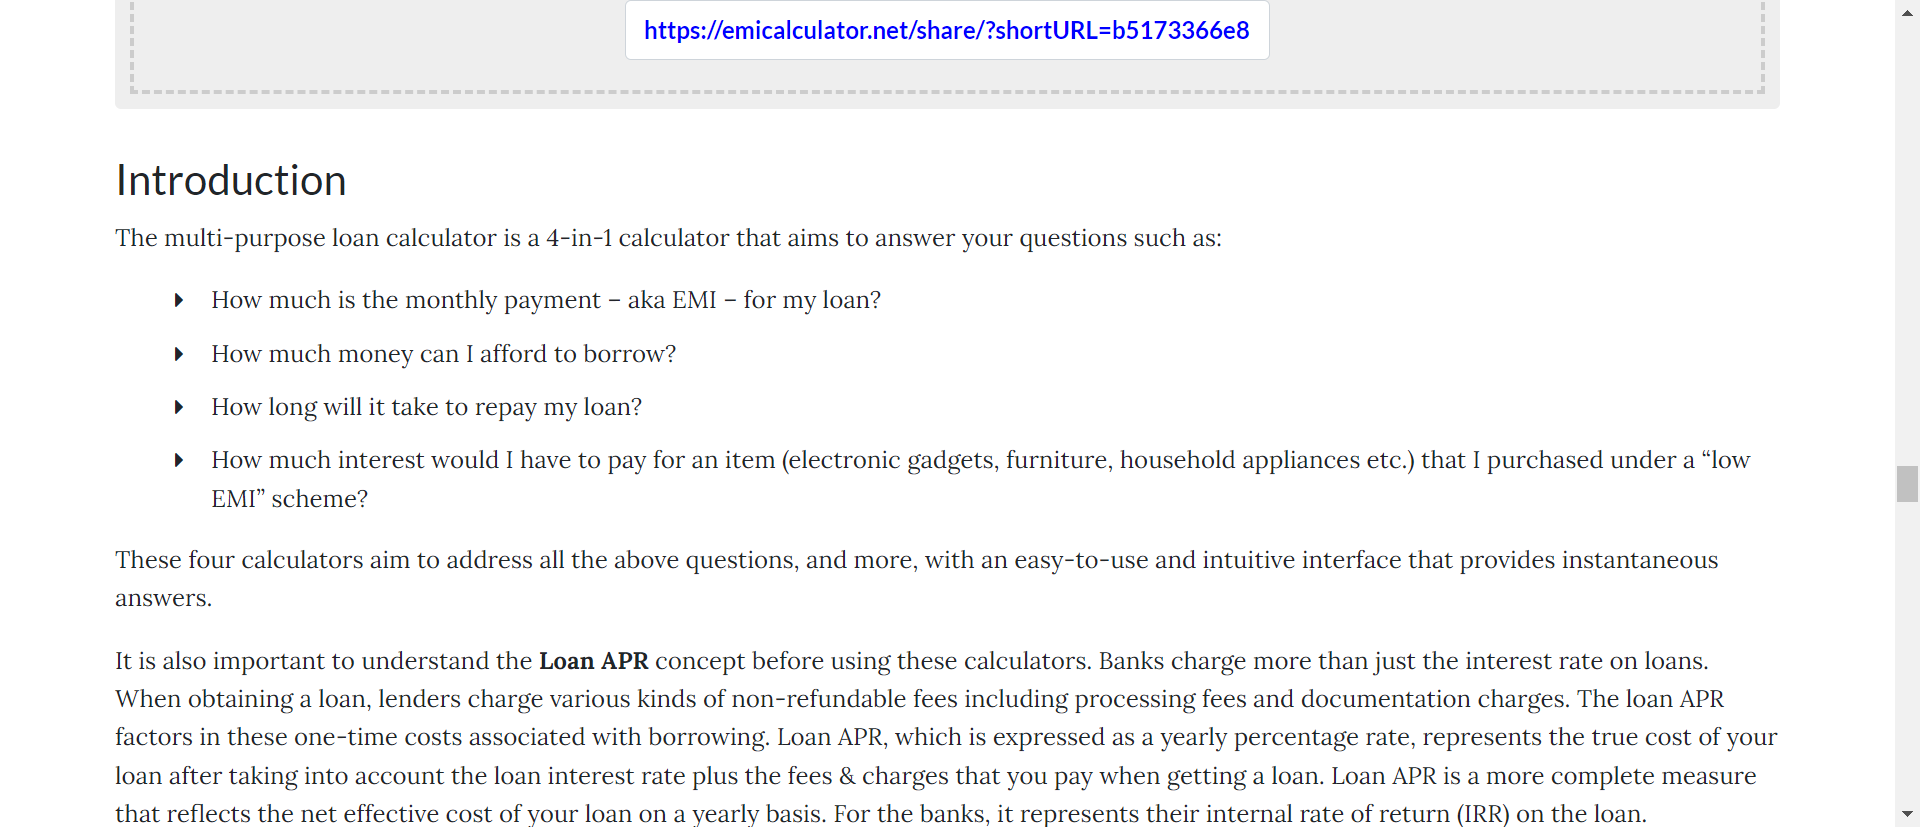 https://emicalculator.net/share/?shortURL=b5173366e8
Introduction
The multi-purpose loan calculator is a 4-in-1 calculator that aims to answer your questions such as:
How much is the monthly payment – aka EMI – for my loan?
How much money can I afford to borrow?
How long will it take to repay my loan?
How much interest would I have to pay for an item (electronic gadgets, furniture, household appliances etc.) that I purchased under a “low
EMI” scheme?
These four calculators aim to address all the above questions, and more, with an easy-to-use and intuitive interface that provides instantaneous
answers.
It is also important to understand the Loan APR concept before using these calculators. Banks charge more than just the interest rate on loans.
When obtaining a loan, lenders charge various kinds of non-refundable fees including processing fees and documentation charges. The loan APR
factors in these one-time costs associated with borrowing. Loan APR, which is expressed as a yearly percentage rate, represents the true cost of your
loan after taking into account the loan interest rate plus the fees & charges that you pay when getting a loan. Loan APR is a more complete measure
that reflects the net effective cost of your loan on a yearly basis. For the banks, it represents their internal rate of return (IRR) on the loan.